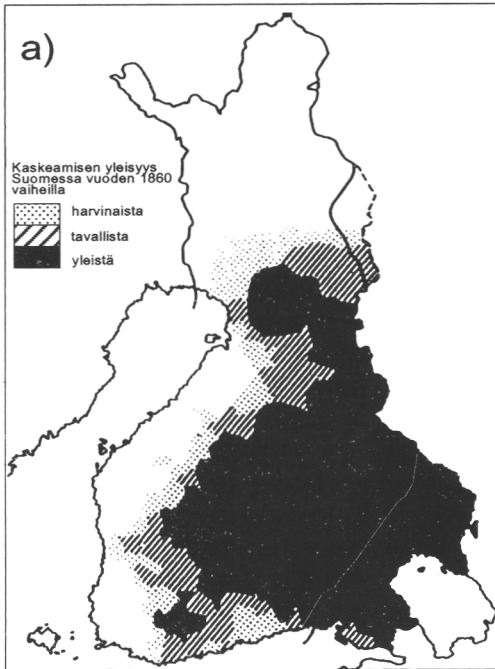 a)
Kaskeamisen yleisyys
Suomessa vuoden 1860
vaiheilla
harvinaista
tavallista
yleistä